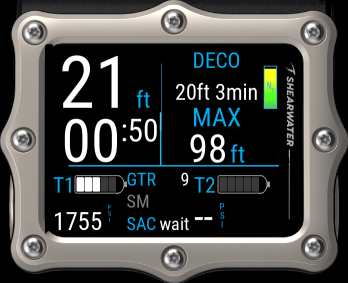 21 ft
00:50
DECO
20ft 3min
N₂
MAX
98 ft
SHEARWATER
T1
GTR
9
T2
SM
1755 PSI
SAC wait
-- PSI